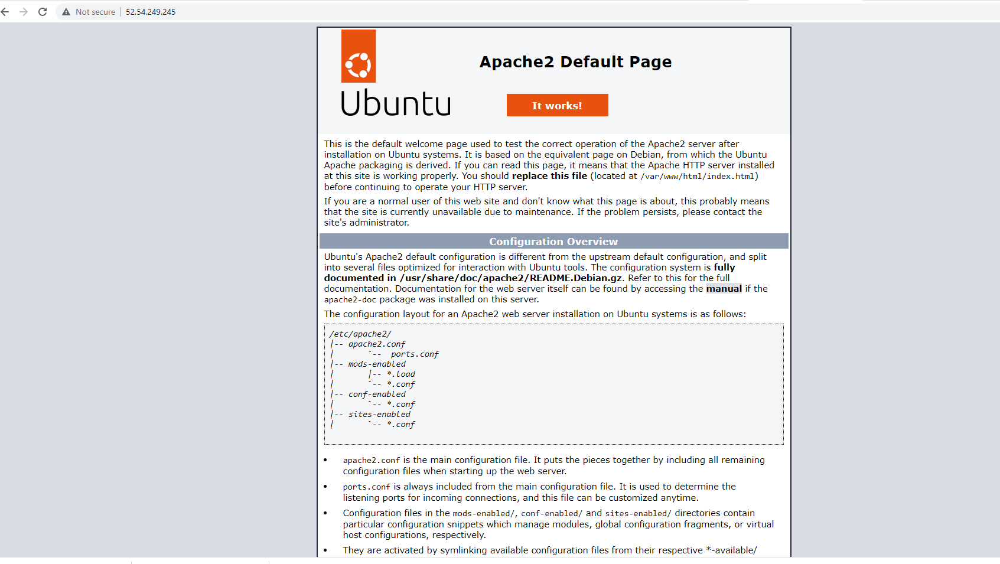 Not secure 52.54.249.245
Apache2 Default Page
Ubuntu
It works!
This is the default welcome page used to test the correct operation of the Apache2 server after
installation on Ubuntu systems. It is based on the equivalent page on Debian, from which the Ubuntu
Apache packaging is derived. If you can read this page, it means that the Apache HTTP server installed
at this site is working properly. You should replace this file (located at /var/www/html/index.html)
before continuing to operate your HTTP server.
If you are a normal user of this web site and don't know what this page is about, this probably means
that the site is currently unavailable due to maintenance. If the problem persists, please contact the
site's administrator.
Configuration Overview
Ubuntu's Apache2 default configuration is different from the upstream default configuration, and split
into several files optimized for interaction with Ubuntu tools. The configuration system is fully
documented in /usr/share/doc/apache2/README.Debian.gz. Refer to this for the full
documentation. Documentation for the web server itself can be found by accessing the manual if the
apache2-doc package was installed on this server.
The configuration layout for an Apache2 web server installation on Ubuntu systems is as follows:
/etc/apache2/
|-- apache2.conf
|       `--  ports.conf
|-- mods-enabled
|       |-- *.load
|       `-- *.conf
|-- conf-enabled
|       `-- *.conf
|-- sites-enabled
|       `-- *.conf
• apache2.conf is the main configuration file. It puts the pieces together by including all remaining
configuration files when starting up the web server.
• ports.conf is always included from the main configuration file. It is used to determine the
listening ports for incoming connections, and this file can be customized anytime.
• Configuration files in the mods-enabled/, conf-enabled/ and sites-enabled/ directories contain
particular configuration snippets which manage modules, global configuration fragments, or virtual
host configurations, respectively.
• They are activated by symlinking available configuration files from their respective *-available/